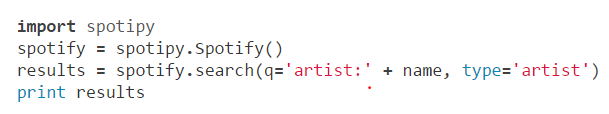 import spotipy
spotify = spotipy.Spotify()
results = spotify.search(q='artist:' + name, type='artist')
print results